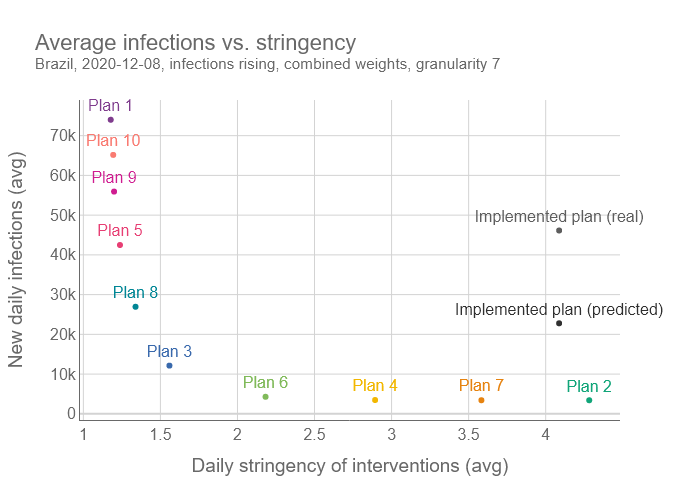 Average infections vs. stringency
Brazil, 2020-12-08, infections rising, combined weights, granularity 7
New daily infections (avg)
70k
60k
50k
40k
30k
20k
10k
0
Plan 1
Plan 10
Plan 9
Plan 5
Implemented plan (real)
Plan 8
Implemented plan (predicted)
Plan 3
Plan 6
Plan 4
Plan 7
Plan 2
1
1.5
2
2.5
3
3.5
4
Daily stringency of interventions (avg)